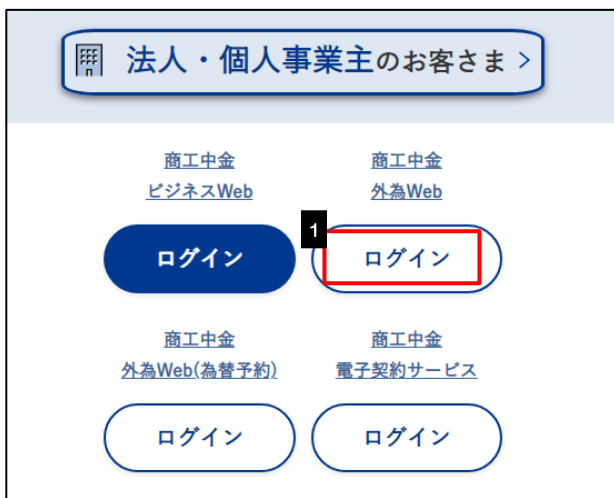 法人・個人事業主のお客さま >
商工中金
ビジネスWeb
ログイン
商工中金
外為Web
1
ログイン
商工中金
外為Web(為替予約)
ログイン
商工中金
電子契約サービス
ログイン